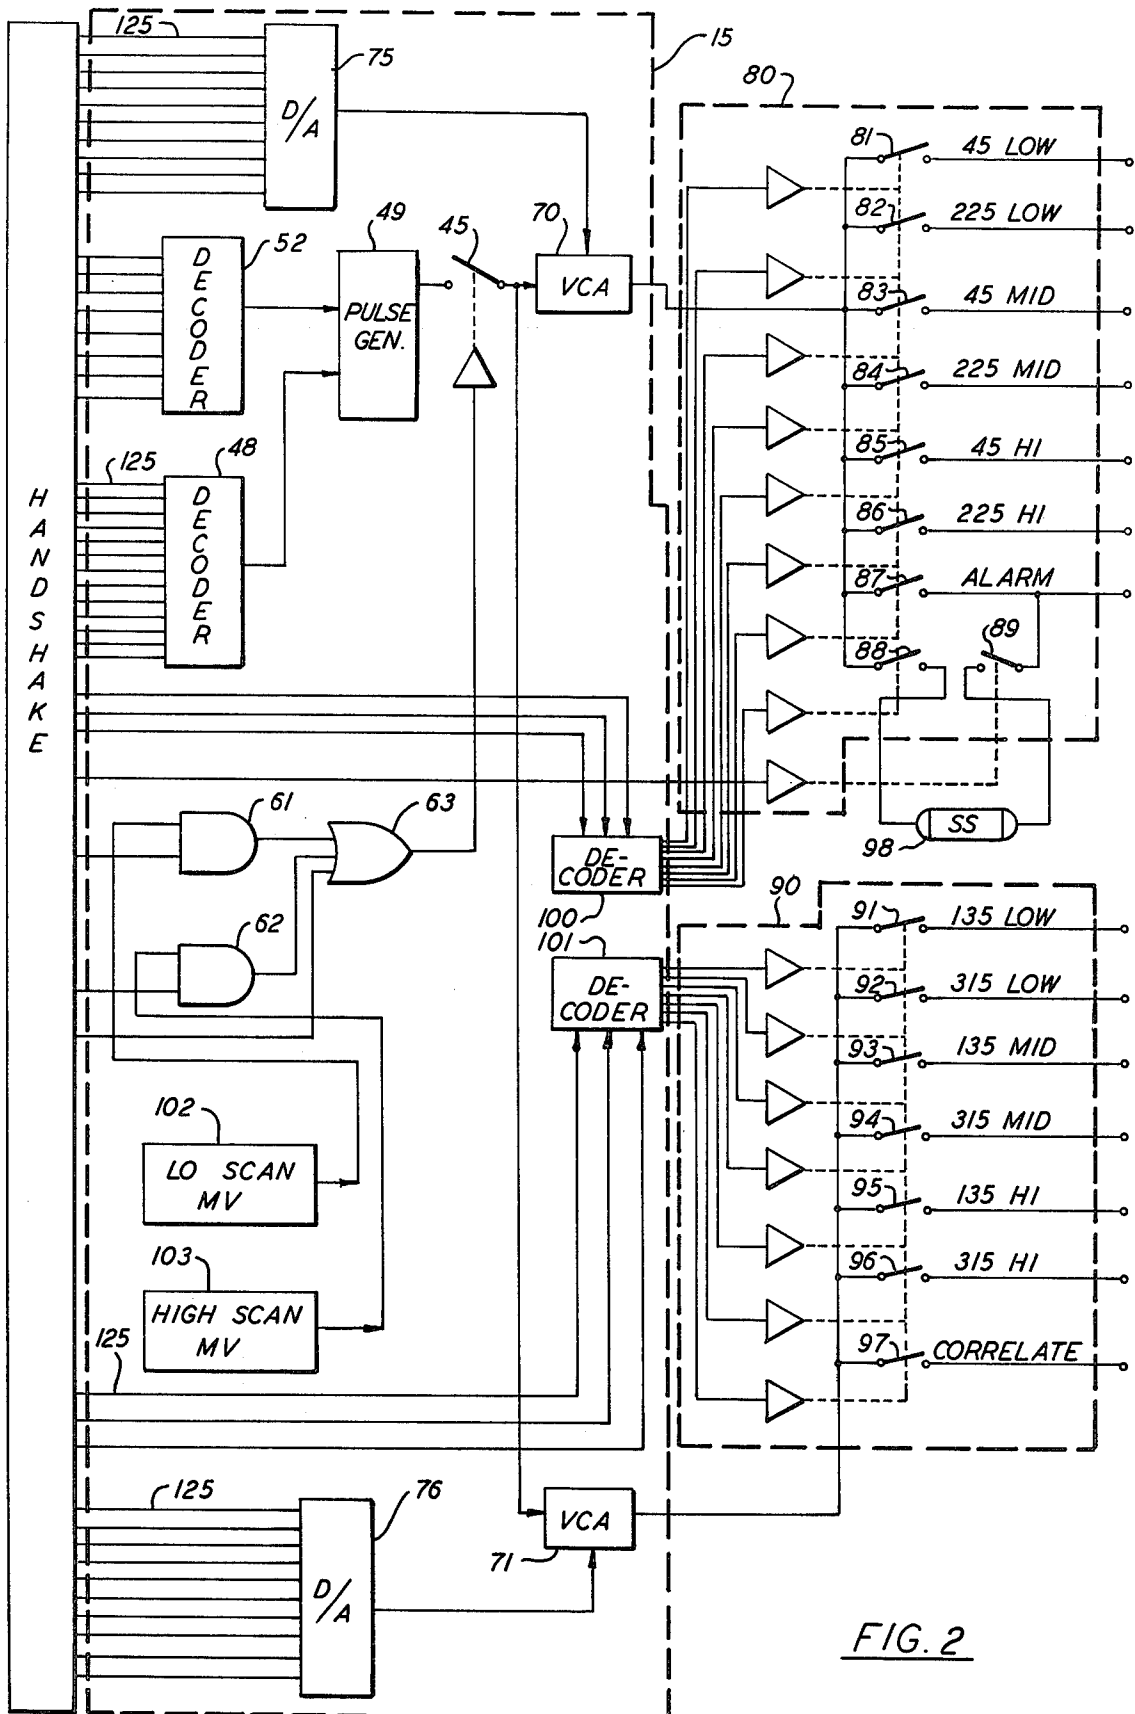 HANDSHAKE
125
75
D/A
15
80
52
DECODER
49
PULSE
GEN.
45
70
VCA
125
48
DECODER
81
45 LOW
82
225 LOW
83
45 MID
84
225 MID
85
45 HI
86
225 HI
87
ALARM
88
89
SS
98
61
63
62
DE-
CODER
100
101
DE-
CODER
90
91
135 LOW
92
315 LOW
93
135 MID
94
315 MID
95
135 HI
96
315 HI
97
CORRELATE
102
LO SCAN
MV
103
HIGH SCAN
MV
125
125
76
D/A
VCA
71
FIG. 2